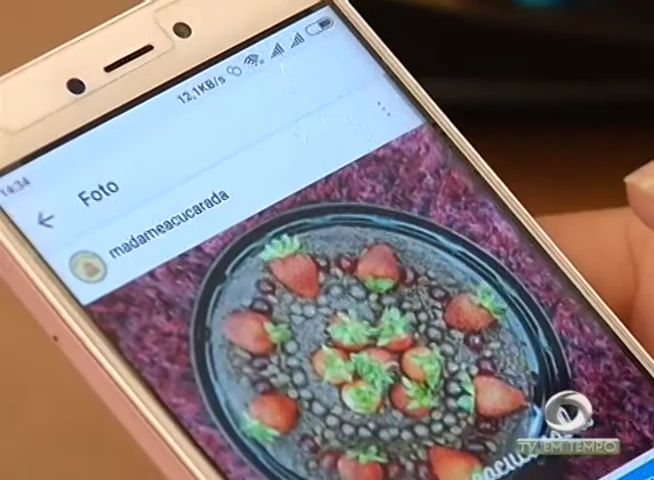 12,1KB/s
14:34
Foto
madameacucarada
TV EM TEMPO